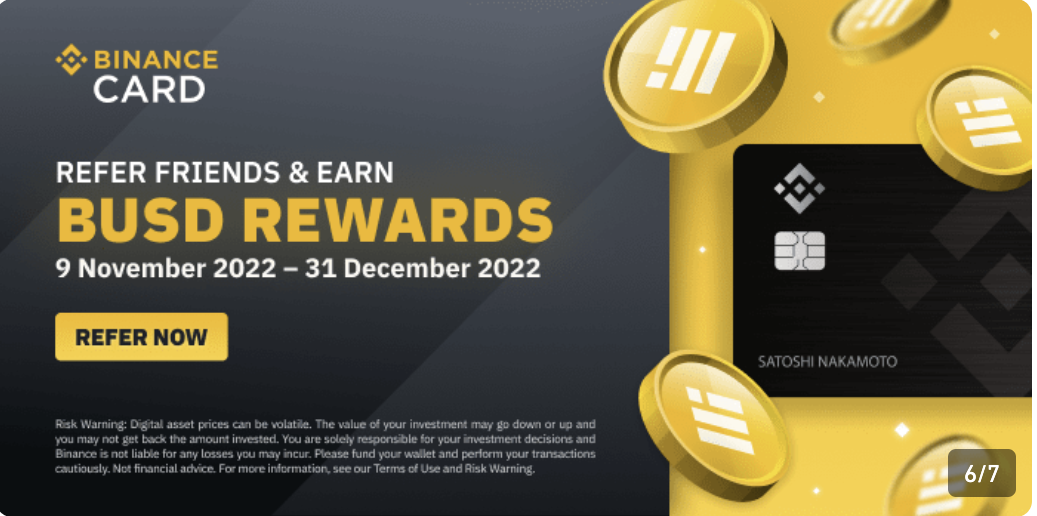 BINANCE
CARD
REFER FRIENDS & EARN
BUSD REWARDS
9 November 2022 – 31 December 2022
REFER NOW
Risk Warning: Digital asset prices can be volatile. The value of your investment may go down or up and
you may not get back the amount invested. You are solely responsible for your investment decisions and
Binance is not liable for any losses you may incur. Please fund your wallet and perform your transactions
cautiously. Not financial advice. For more information, see our Terms of Use and Risk Warning.
SATOSHI NAKAMOTO
6/7